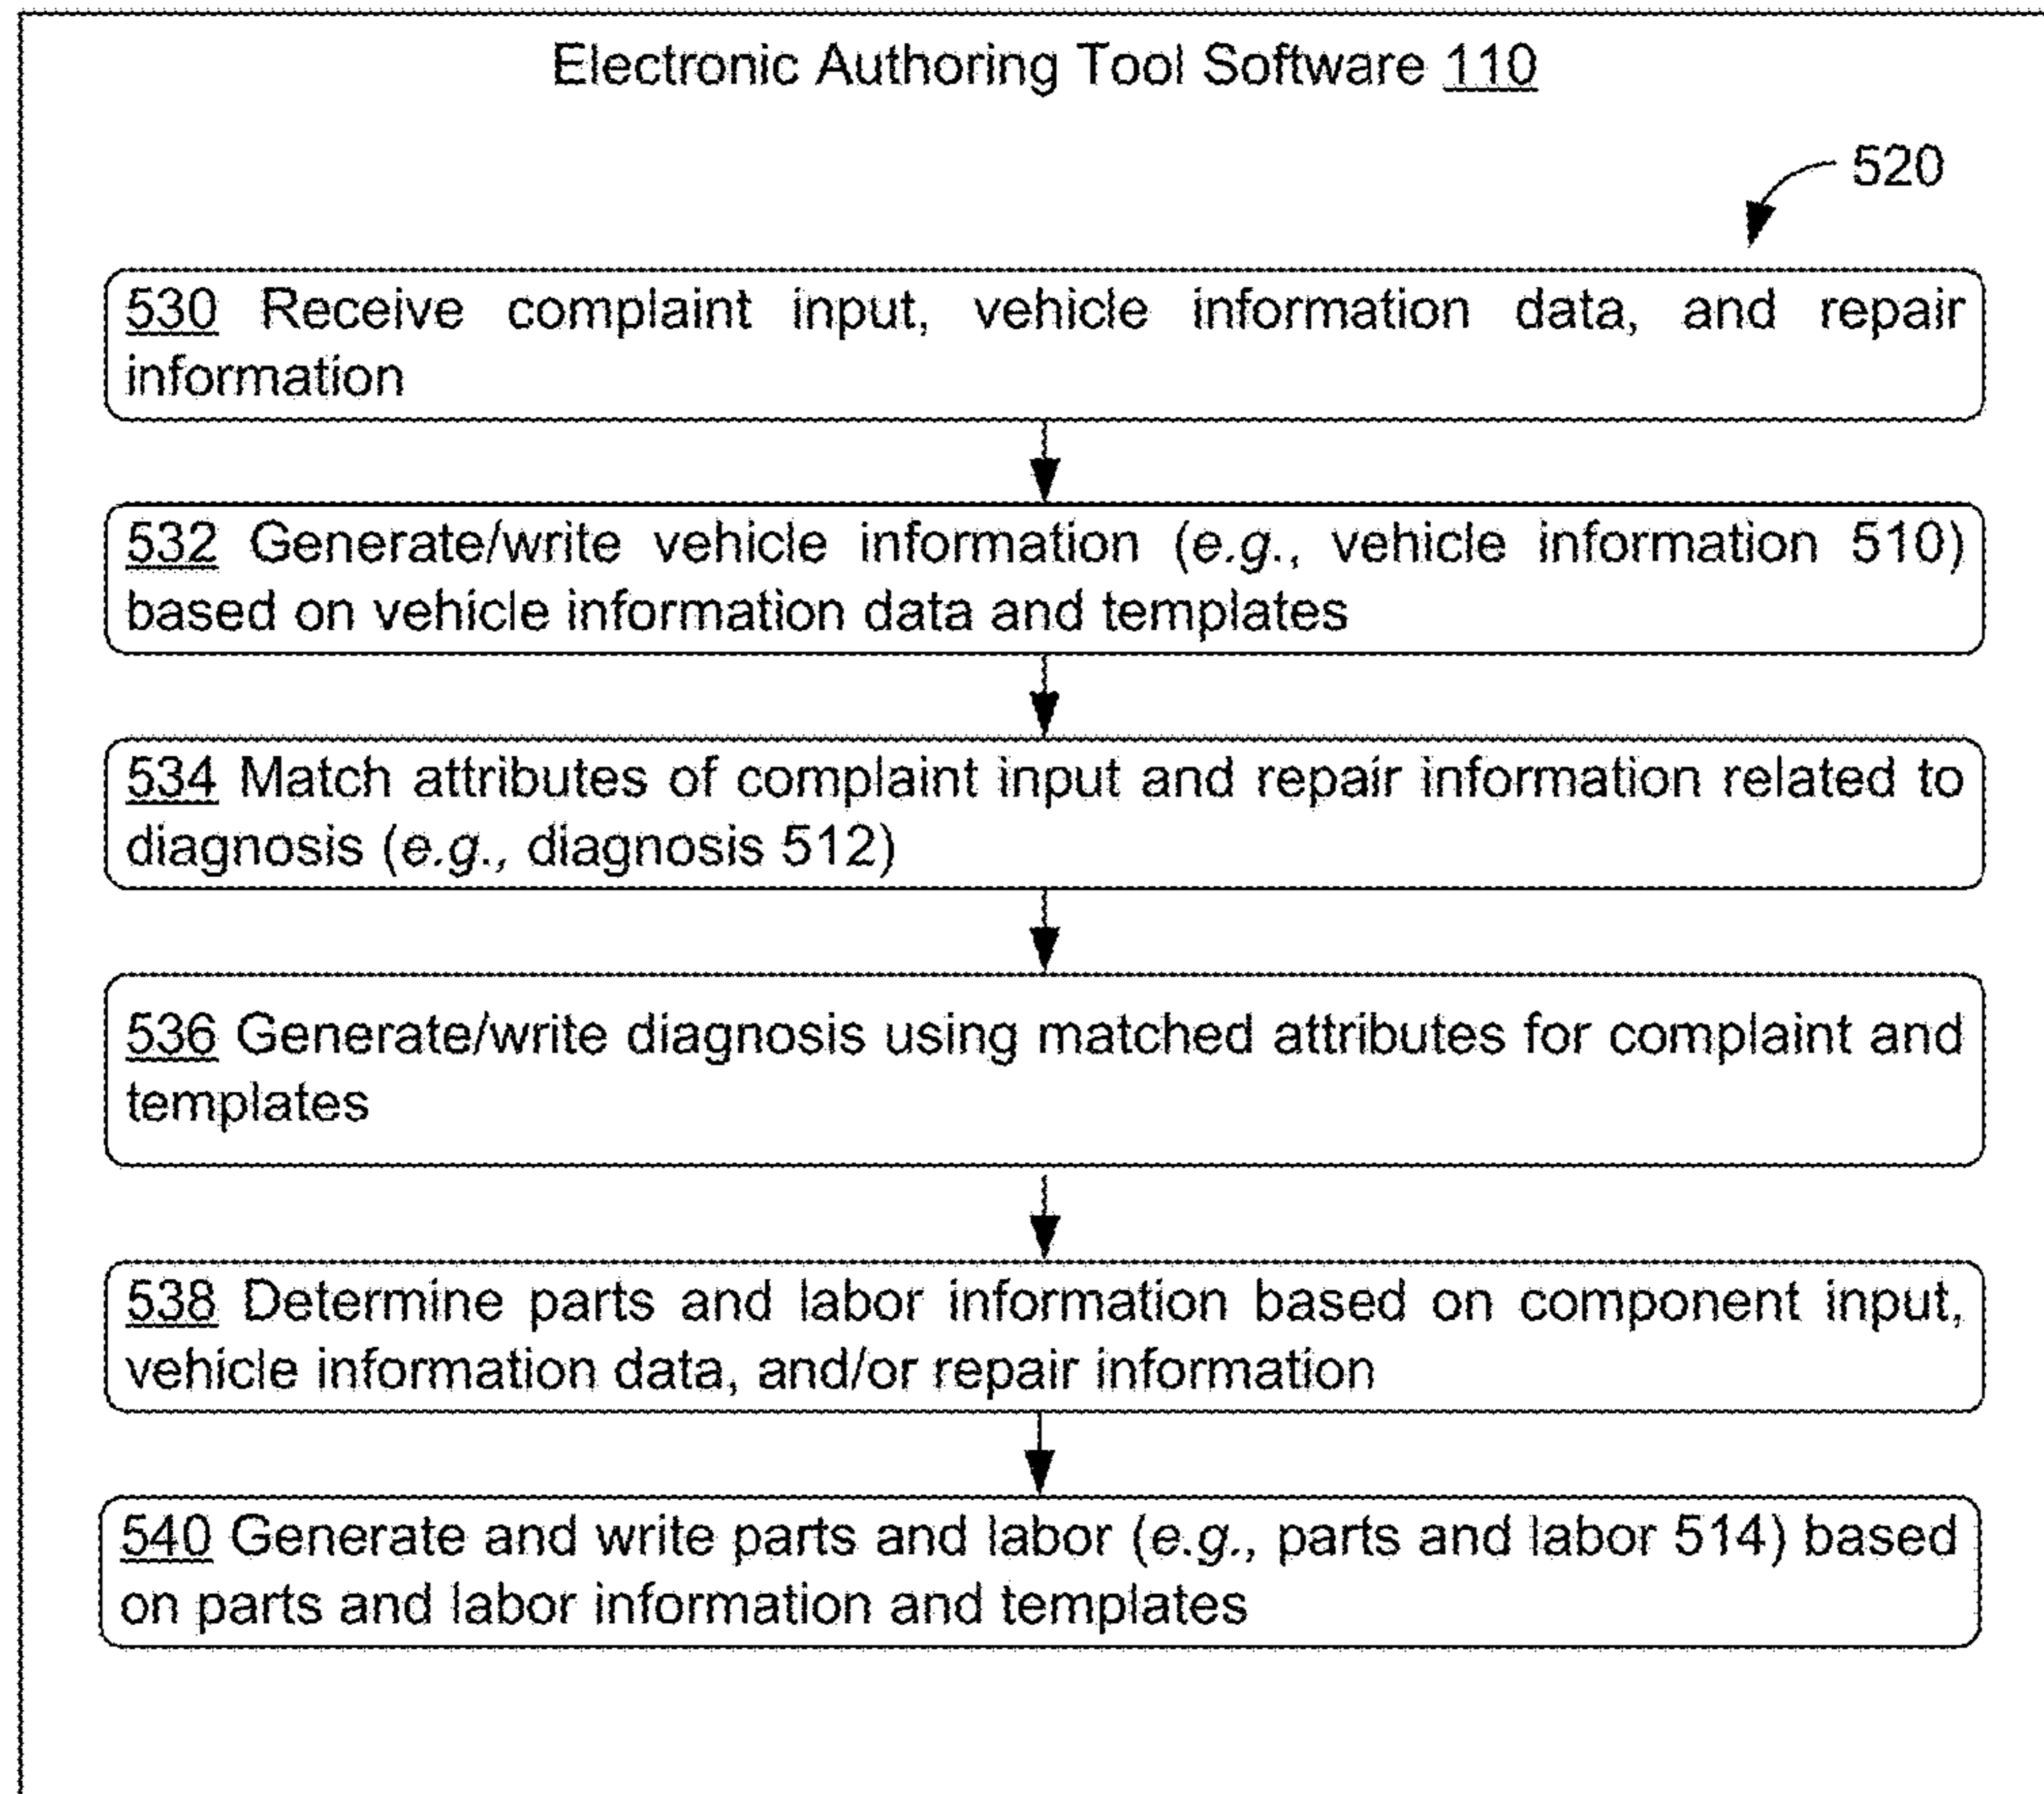 Electronic Authoring Tool Software 110
520
530 Receive complaint input, vehicle information data, and repair
information
532 Generate/write vehicle information (e.g., vehicle information 510)
based on vehicle information data and templates
534 Match attributes of complaint input and repair information related to
diagnosis (e.g., diagnosis 512)
536 Generate/write diagnosis using matched attributes for complaint and
templates
538 Determine parts and labor information based on component input,
vehicle information data, and/or repair information
540 Generate and write parts and labor (e.g., parts and labor 514) based
on parts and labor information and templates